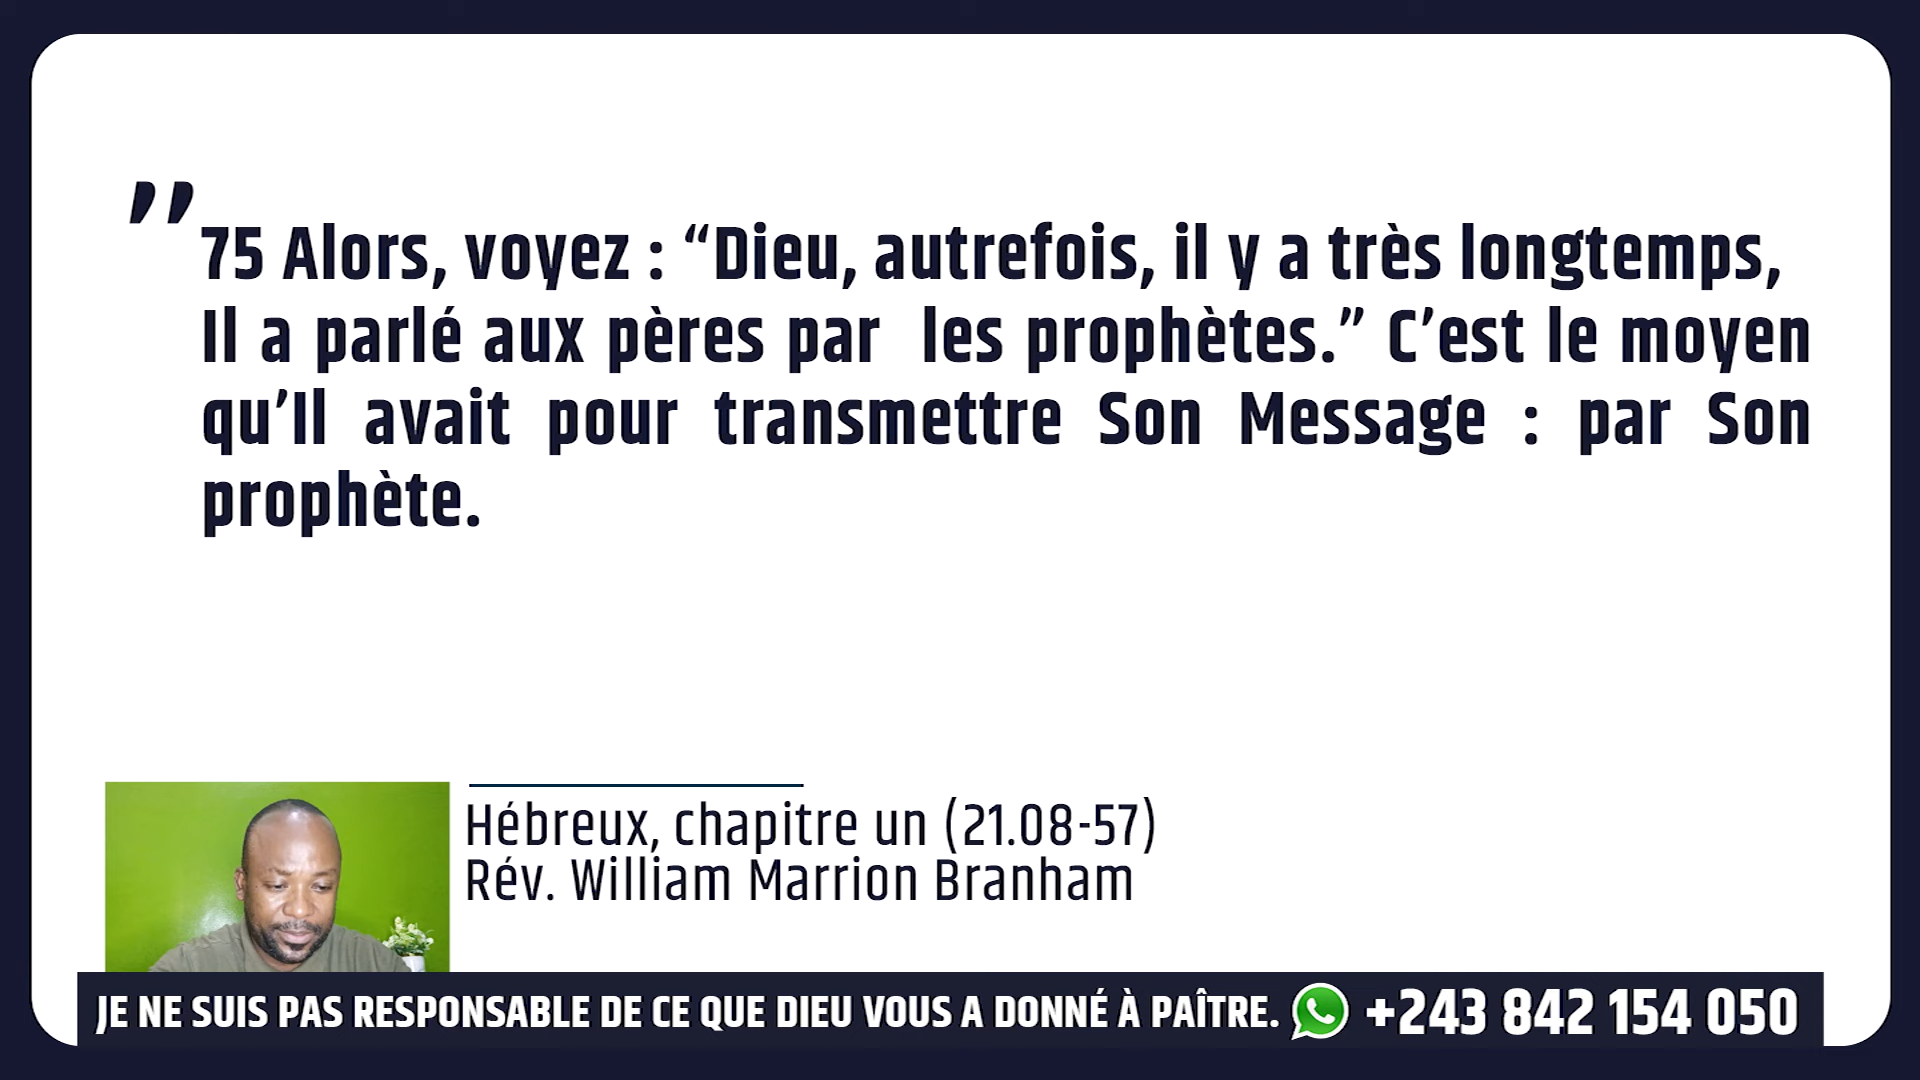 ”
75 Alors, voyez : “Dieu, autrefois, il y a très longtemps,
Il a parlé aux pères par les prophètes.” C’est le moyen
qu’Il avait pour transmettre Son Message : par Son
prophète.
Hébreux, chapitre un (21.08-57)
Rév. William Marrion Branham
JE NE SUIS PAS RESPONSABLE DE CE QUE DIEU VOUS A DONNÉ À PAÎTRE. +243 842 154 050